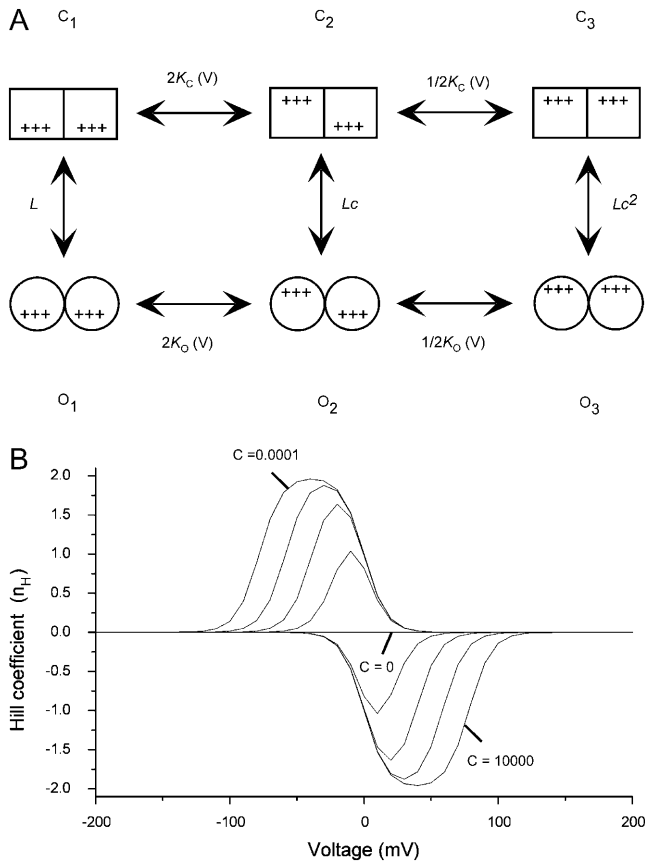 A
C1 C2 C3
2KC (V) 1/2KC (V)
+++ +++ +++ +++ +++ +++
L Lc Lc2
+++ +++ +++ +++ +++ +++
2KO (V) 1/2KO (V)
O1 O2 O3
B
C =0.0001
2.0
1.5
1.0
0.5
0.0
-0.5
-1.0
-1.5
-2.0
Hill coefficient (nH)
C = 0
C = 10000
-200 -100 0 100 200
Voltage (mV)